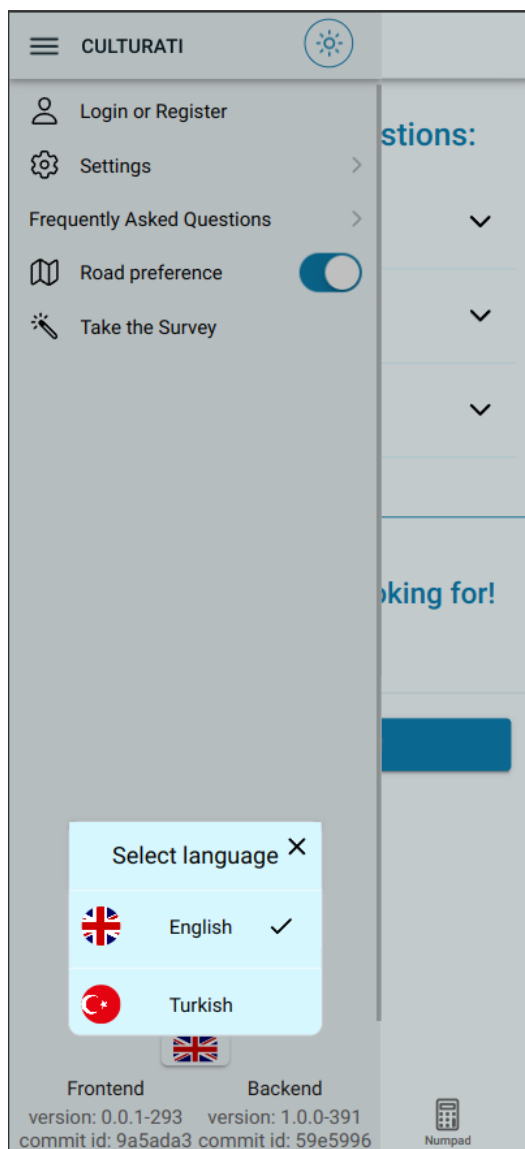 CULTURATI
Login or Register
stions:
Settings
Frequently Asked Questions
Road preference
Take the Survey
oking for!
Select language
English
Turkish
Frontend Backend
version: 0.0.1-293 version: 1.0.0-391
commit id: 9a5ada3 commit id: 59e5996
Numpad